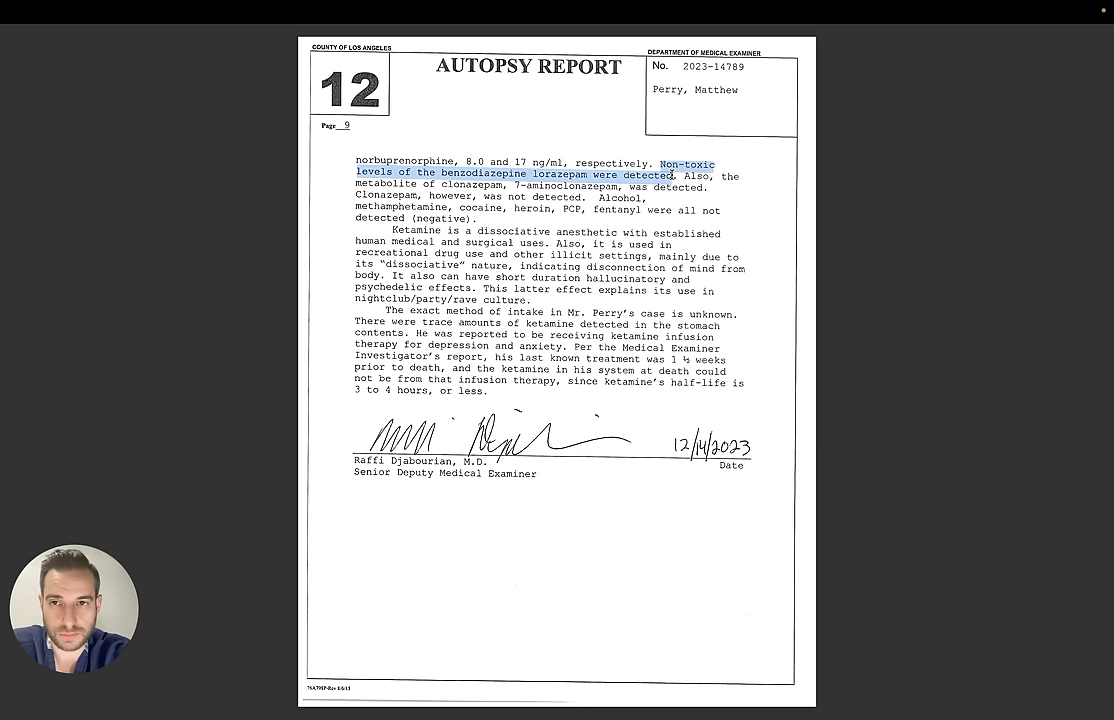 COUNTY OF LOS ANGELES
DEPARTMENT OF MEDICAL EXAMINER
12
AUTOPSY REPORT
No. 2023-14789
Perry, Matthew
Page 9
norbuprenorphine, 8.0 and 17 ng/ml, respectively. Non-toxic
levels of the benzodiazepine lorazepam were detected. Also, the
metabolite of clonazepam, 7-aminoclonazepam, was detected.
Clonazepam, however, was not detected. Alcohol,
methamphetamine, cocaine, heroin, PCP, fentanyl were all not
detected (negative).
Ketamine is a dissociative anesthetic with established
human medical and surgical uses. Also, it is used in
recreational drug use and other illicit settings, mainly due to
its “dissociative” nature, indicating disconnection of mind from
body. It also can have short duration hallucinatory and
psychedelic effects. This latter effect explains its use in
nightclub/party/rave culture.
The exact method of intake in Mr. Perry's case is unknown.
There were trace amounts of ketamine detected in the stomach
contents. He was reported to be receiving ketamine infusion
therapy for depression and anxiety. Per the Medical Examiner
Investigator's report, his last known treatment was 1 ½ weeks
prior to death, and the ketamine in his system at death could
not be from that infusion therapy, since ketamine's half-life is
3 to 4 hours, or less.
12/14/2023
Raffi Djabourian, M.D.
Date
Senior Deputy Medical Examiner